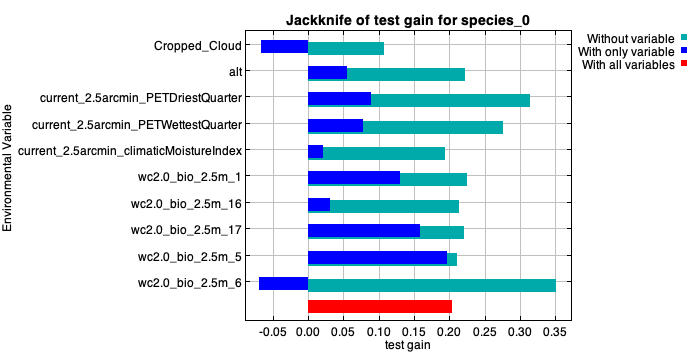 Jackknife of test gain for species_0
Environmental Variable
Cropped_Cloud
alt
current_2.5arcmin_PETDriestQuarter
current_2.5arcmin_PETWettestQuarter
current_2.5arcmin_climaticMoistureIndex
wc2.0_bio_2.5m_1
wc2.0_bio_2.5m_16
wc2.0_bio_2.5m_17
wc2.0_bio_2.5m_5
wc2.0_bio_2.5m_6
-0.05 0.00 0.05 0.10 0.15 0.20 0.25 0.30 0.35
test gain
Without variable
With only variable
With all variables